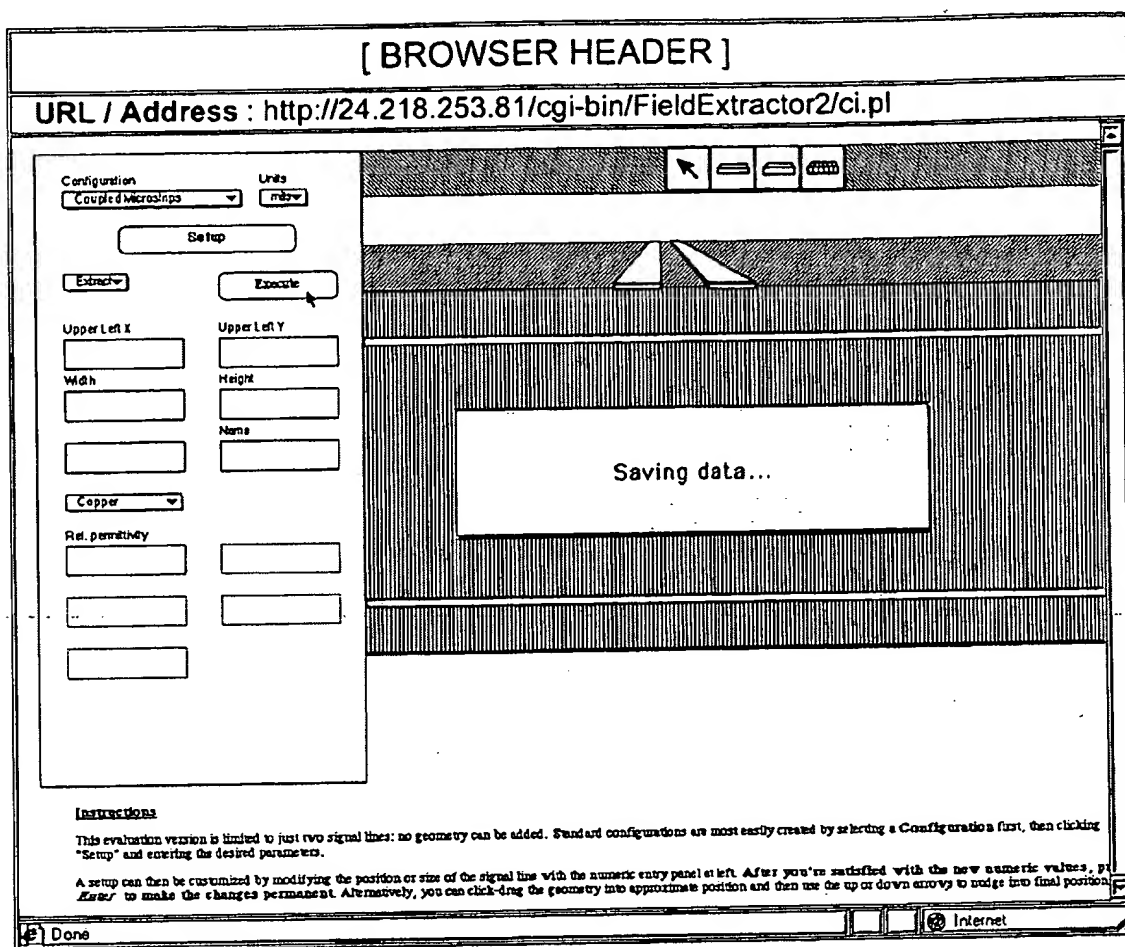 [ BROWSER HEADER ]
URL / Address : http://24.218.253.81/cgi-bin/FieldExtractor2/ci.pl
Configuration Units
Coupled Microstrips mils
Setup
Extract Execute
Upper Left X Upper Left Y
Width Height
Name
Copper
Rel. permittivity
Saving data...
Instructions
This evaluation version is limited to just two signal lines; no geometry can be added. Standard configurations are most easily created by selecting a Configuration first, then clicking
"Setup" and entering the desired parameters.
A setup can then be customized by modifying the position or size of the signal line with the numeric entry panel at left. After you're satisfied with the new numeric values,
Enter to make the changes permanent. Alternatively, you can click-drag the geometry into approximate position and then use the up or down arrows to nudge into final position
Done Internet